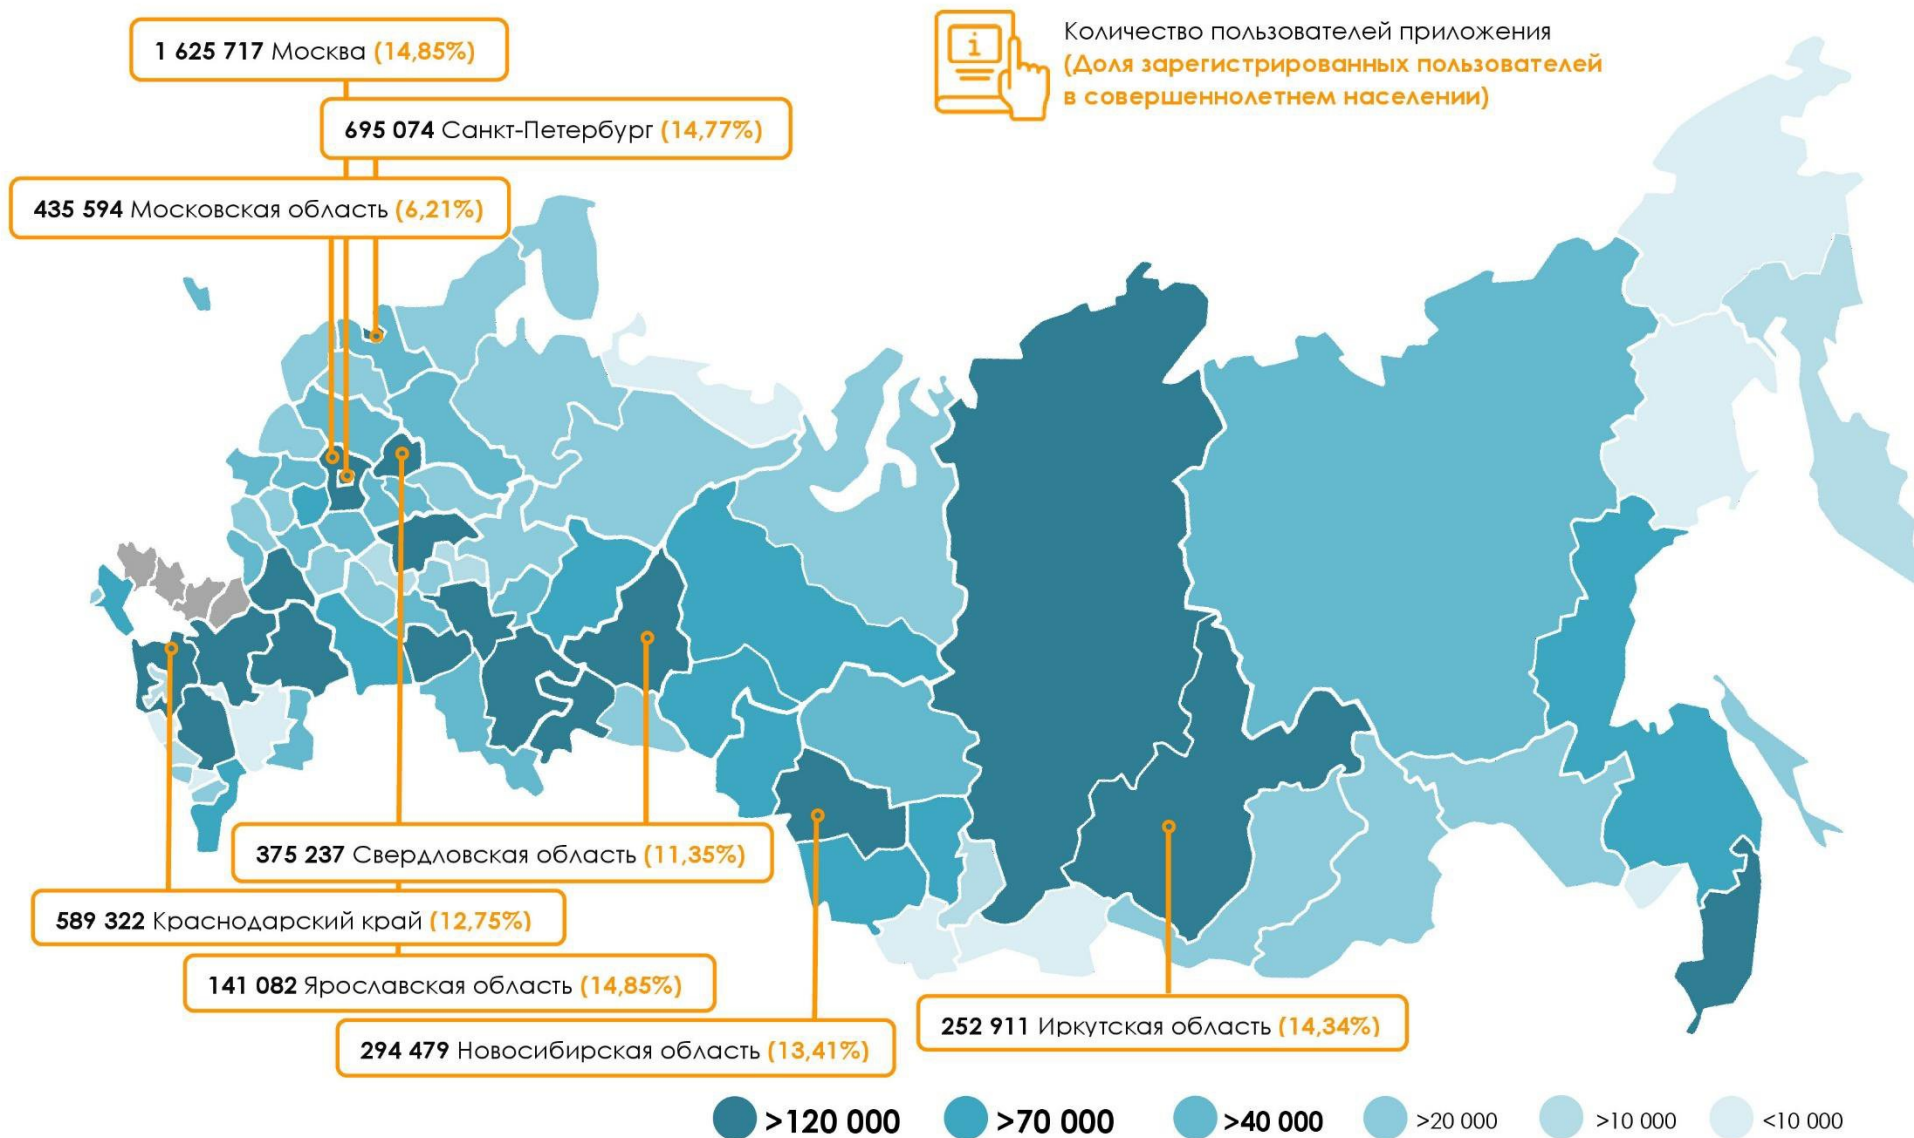 1 625 717 Москва (14,85%)
Количество пользователей приложения
(Доля зарегистрированных пользователей
в совершеннолетнем населении)
695 074 Санкт-Петербург (14,77%)
435 594 Московская область (6,21%)
375 237 Свердловская область (11,35%)
589 322 Краснодарский край (12,75%)
141 082 Ярославская область (14,85%)
294 479 Новосибирская область (13,41%)
252 911 Иркутская область (14,34%)
>120 000 >70 000 >40 000 >20 000 >10 000 <10 000